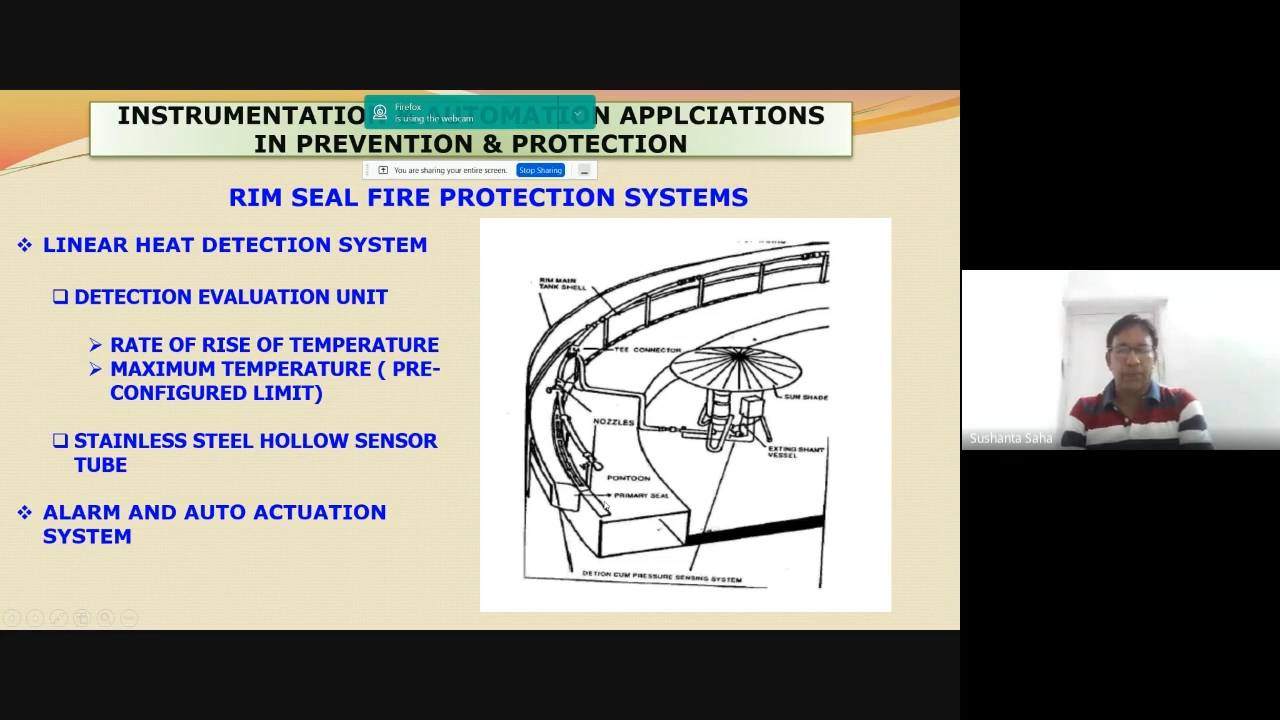 INSTRUMENTATIO N AUTOMATION APPLCIATIONS
IN PREVENTION & PROTECTION
Firefox
is using the webcam
You are sharing your entire screen.
Stop Sharing
RIM SEAL FIRE PROTECTION SYSTEMS
LINEAR HEAT DETECTION SYSTEM
DETECTION EVALUATION UNIT
RATE OF RISE OF TEMPERATURE
MAXIMUM TEMPERATURE ( PRE-
CONFIGURED LIMIT)
STAINLESS STEEL HOLLOW SENSOR
TUBE
ALARM AND AUTO ACTUATION
SYSTEM
RIM MAIN
TANK SHELL
TEE CONNECTOR
SUN SHADE
NOZZLES
EXTING SHANT
VESSEL
PONTOON
PRIMARY SEAL
DETION CUM PRESSURE SENSING SYSTEM
Sushanta Saha